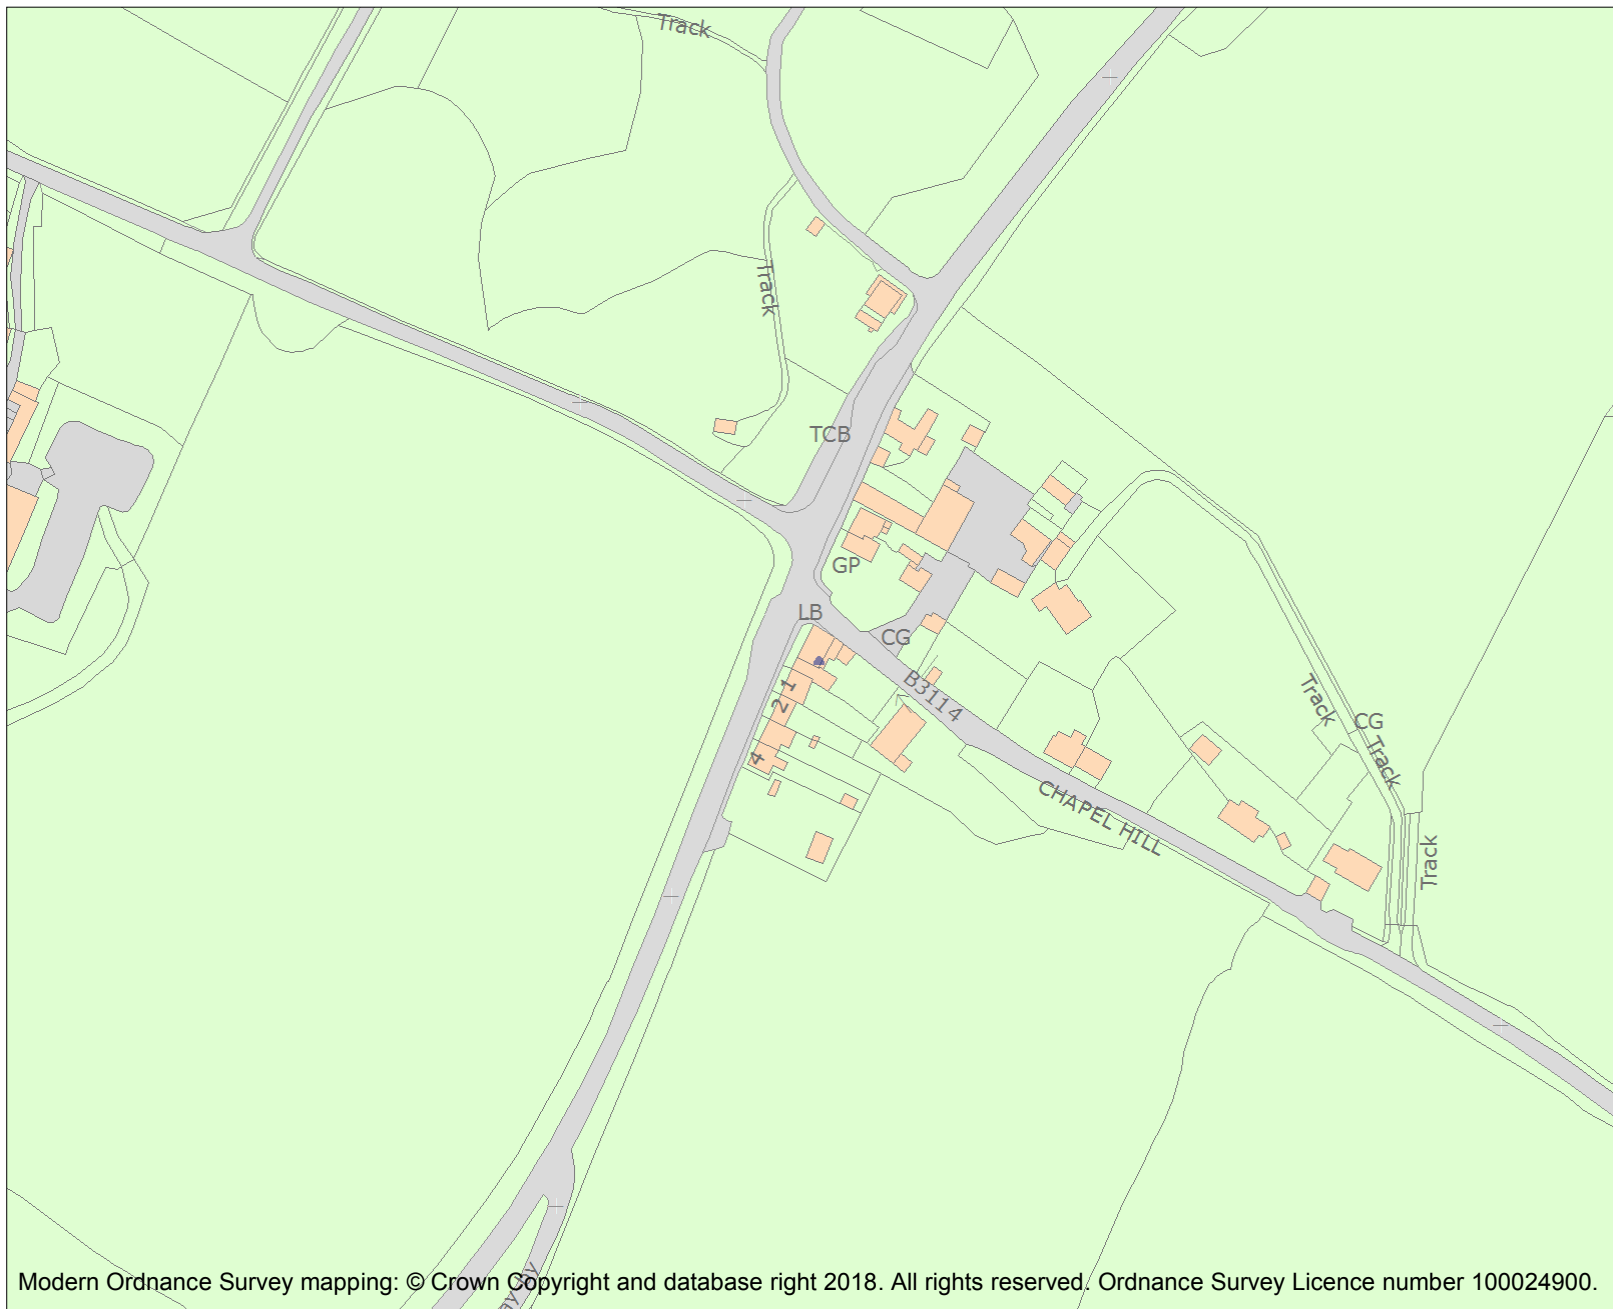 Track
Track
TCB
GP
LB
CG
B3114
1
2
4
Track
CG
Track
CHAPEL HILL
Track
Modern Ordnance Survey mapping: © Crown Copyright and database right 2018. All rights reserved. Ordnance Survey Licence number 100024900.